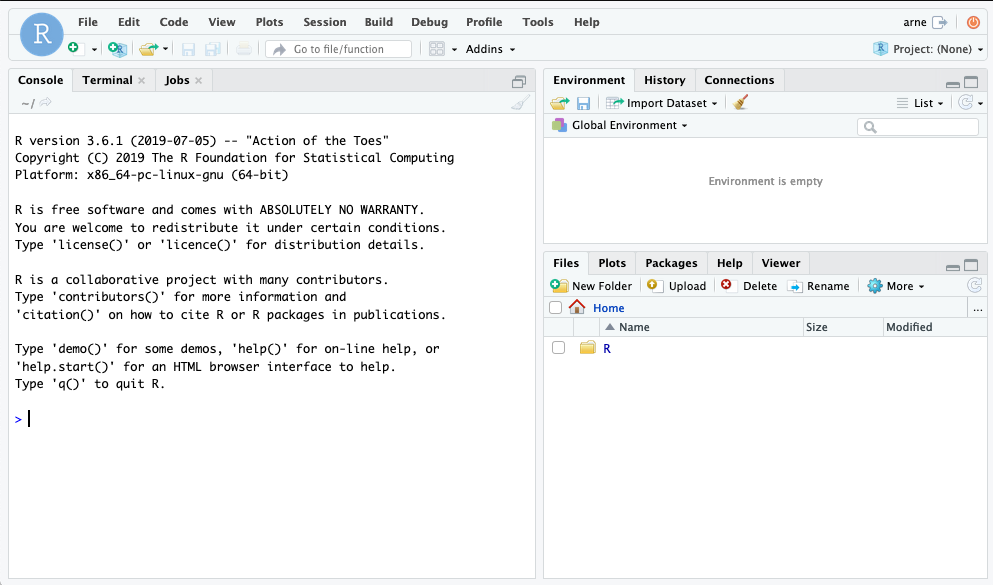 R
File Edit Code View Plots Session Build Debug Profile Tools Help
arne
Go to file/function
Addins
Project: (None)
Console Terminal Jobs
~/
R version 3.6.1 (2019-07-05) -- "Action of the Toes"
Copyright (C) 2019 The R Foundation for Statistical Computing
Platform: x86_64-pc-linux-gnu (64-bit)
R is free software and comes with ABSOLUTELY NO WARRANTY.
You are welcome to redistribute it under certain conditions.
Type 'license()' or 'licence()' for distribution details.
R is a collaborative project with many contributors.
Type 'contributors()' for more information and
'citation()' on how to cite R or R packages in publications.
Type 'demo()' for some demos, 'help()' for on-line help, or
'help.start()' for an HTML browser interface to help.
Type 'q()' to quit R.
>
Environment History Connections
Import Dataset
List
Global Environment
Environment is empty
Files Plots Packages Help Viewer
New Folder Upload Delete Rename More
Home
...
Name Size Modified
R